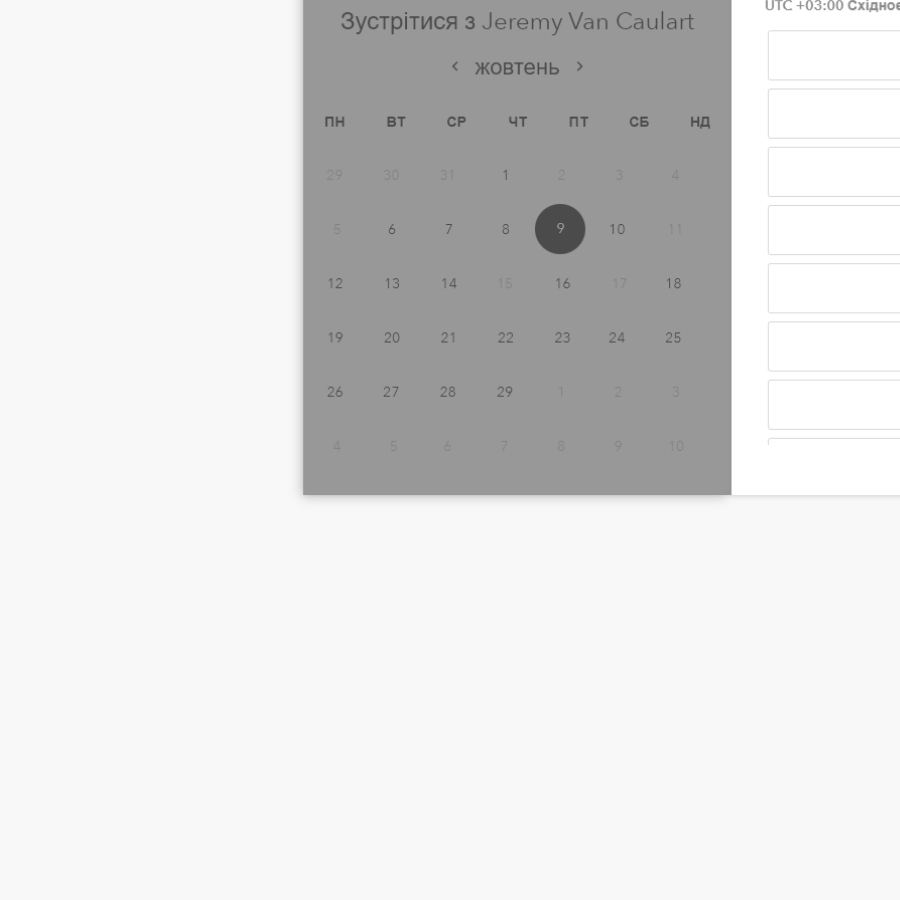 UTC +03:00 Східноє
Зустрітися з Jeremy Van Caulart
‹ жовтень ›
ПН ВТ СР ЧТ ПТ СБ НД
29 30 31 1 2 3 4
5 6 7 8 9 10 11
12 13 14 15 16 17 18
19 20 21 22 23 24 25
26 27 28 29 1 2 3
4 5 6 7 8 9 10